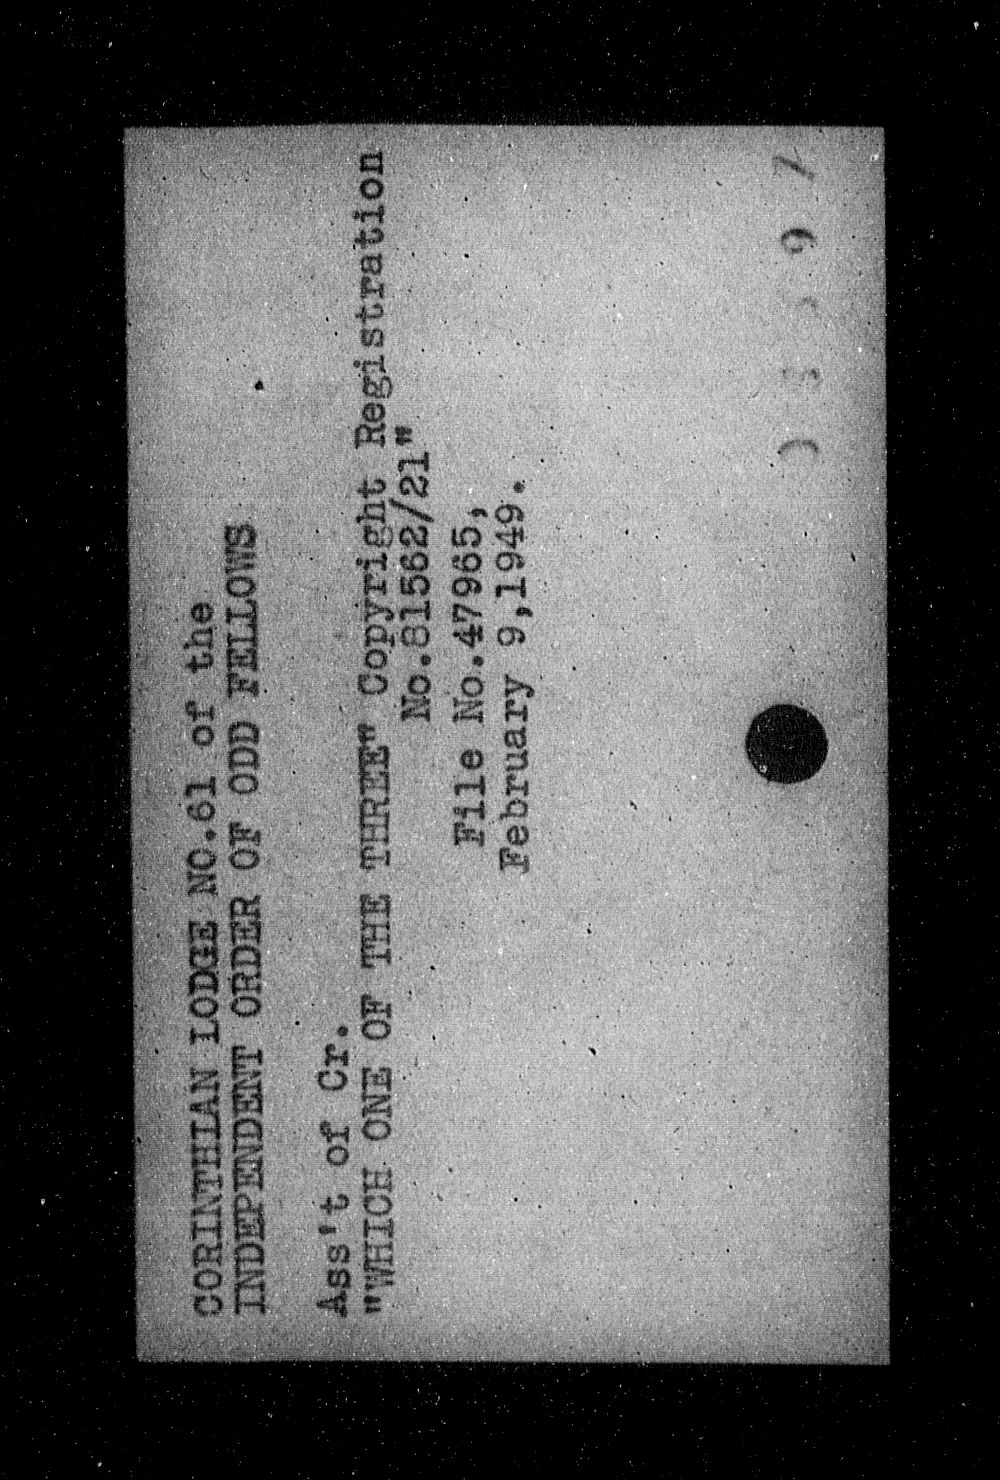 CORINTHIAN LODGE NO.61 of the
INDEPENDENT ORDER OF ODD FELLOWS
Ass't of Cr.
"WHICH ONE OF THE THREE" Copyright Registration
No.81562/21"
File No.47965,
February 9,1949.